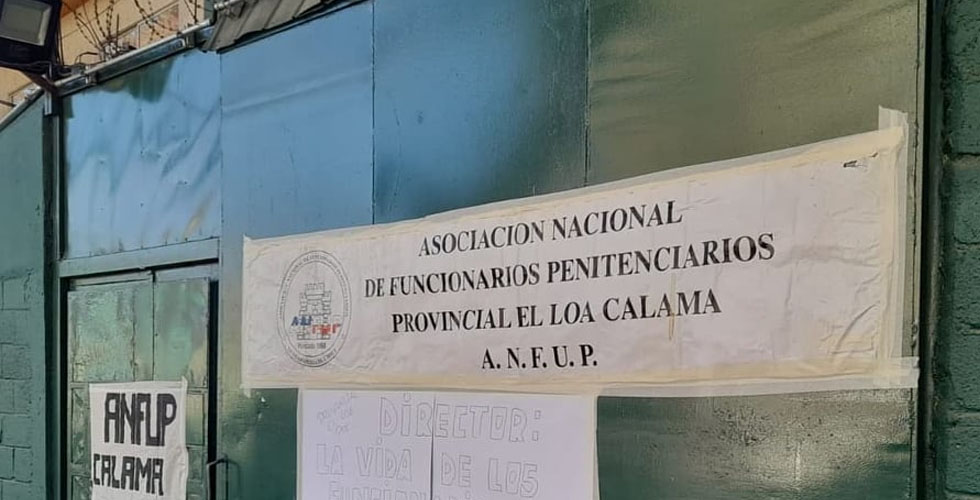 ASOCIACION NACIONAL
DE FUNCIONARIOS PENITENCIARIOS
PROVINCIAL EL LOA CALAMA
A.N.F.U.P.
ANFUP
CALAMA
DIRECTOR:
LA VIDA DE LOS